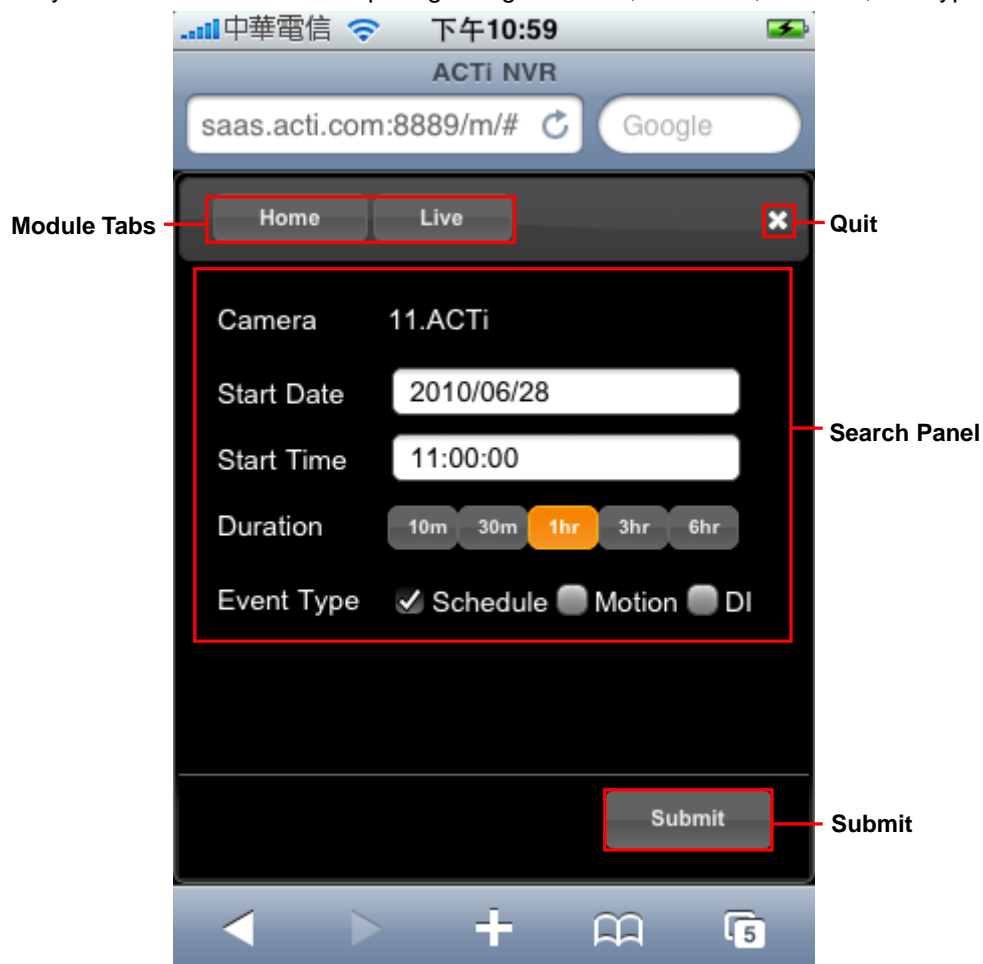 中華電信 下午10:59
ACTi NVR
saas.acti.com:8889/m/# Google
Module Tabs Home Live Quit
Camera 11.ACTi
Start Date 2010/06/28
Search Panel
Start Time 11:00:00
Duration 10m 30m 1hr 3hr 6hr
Event Type Schedule Motion DI
Submit Submit
5